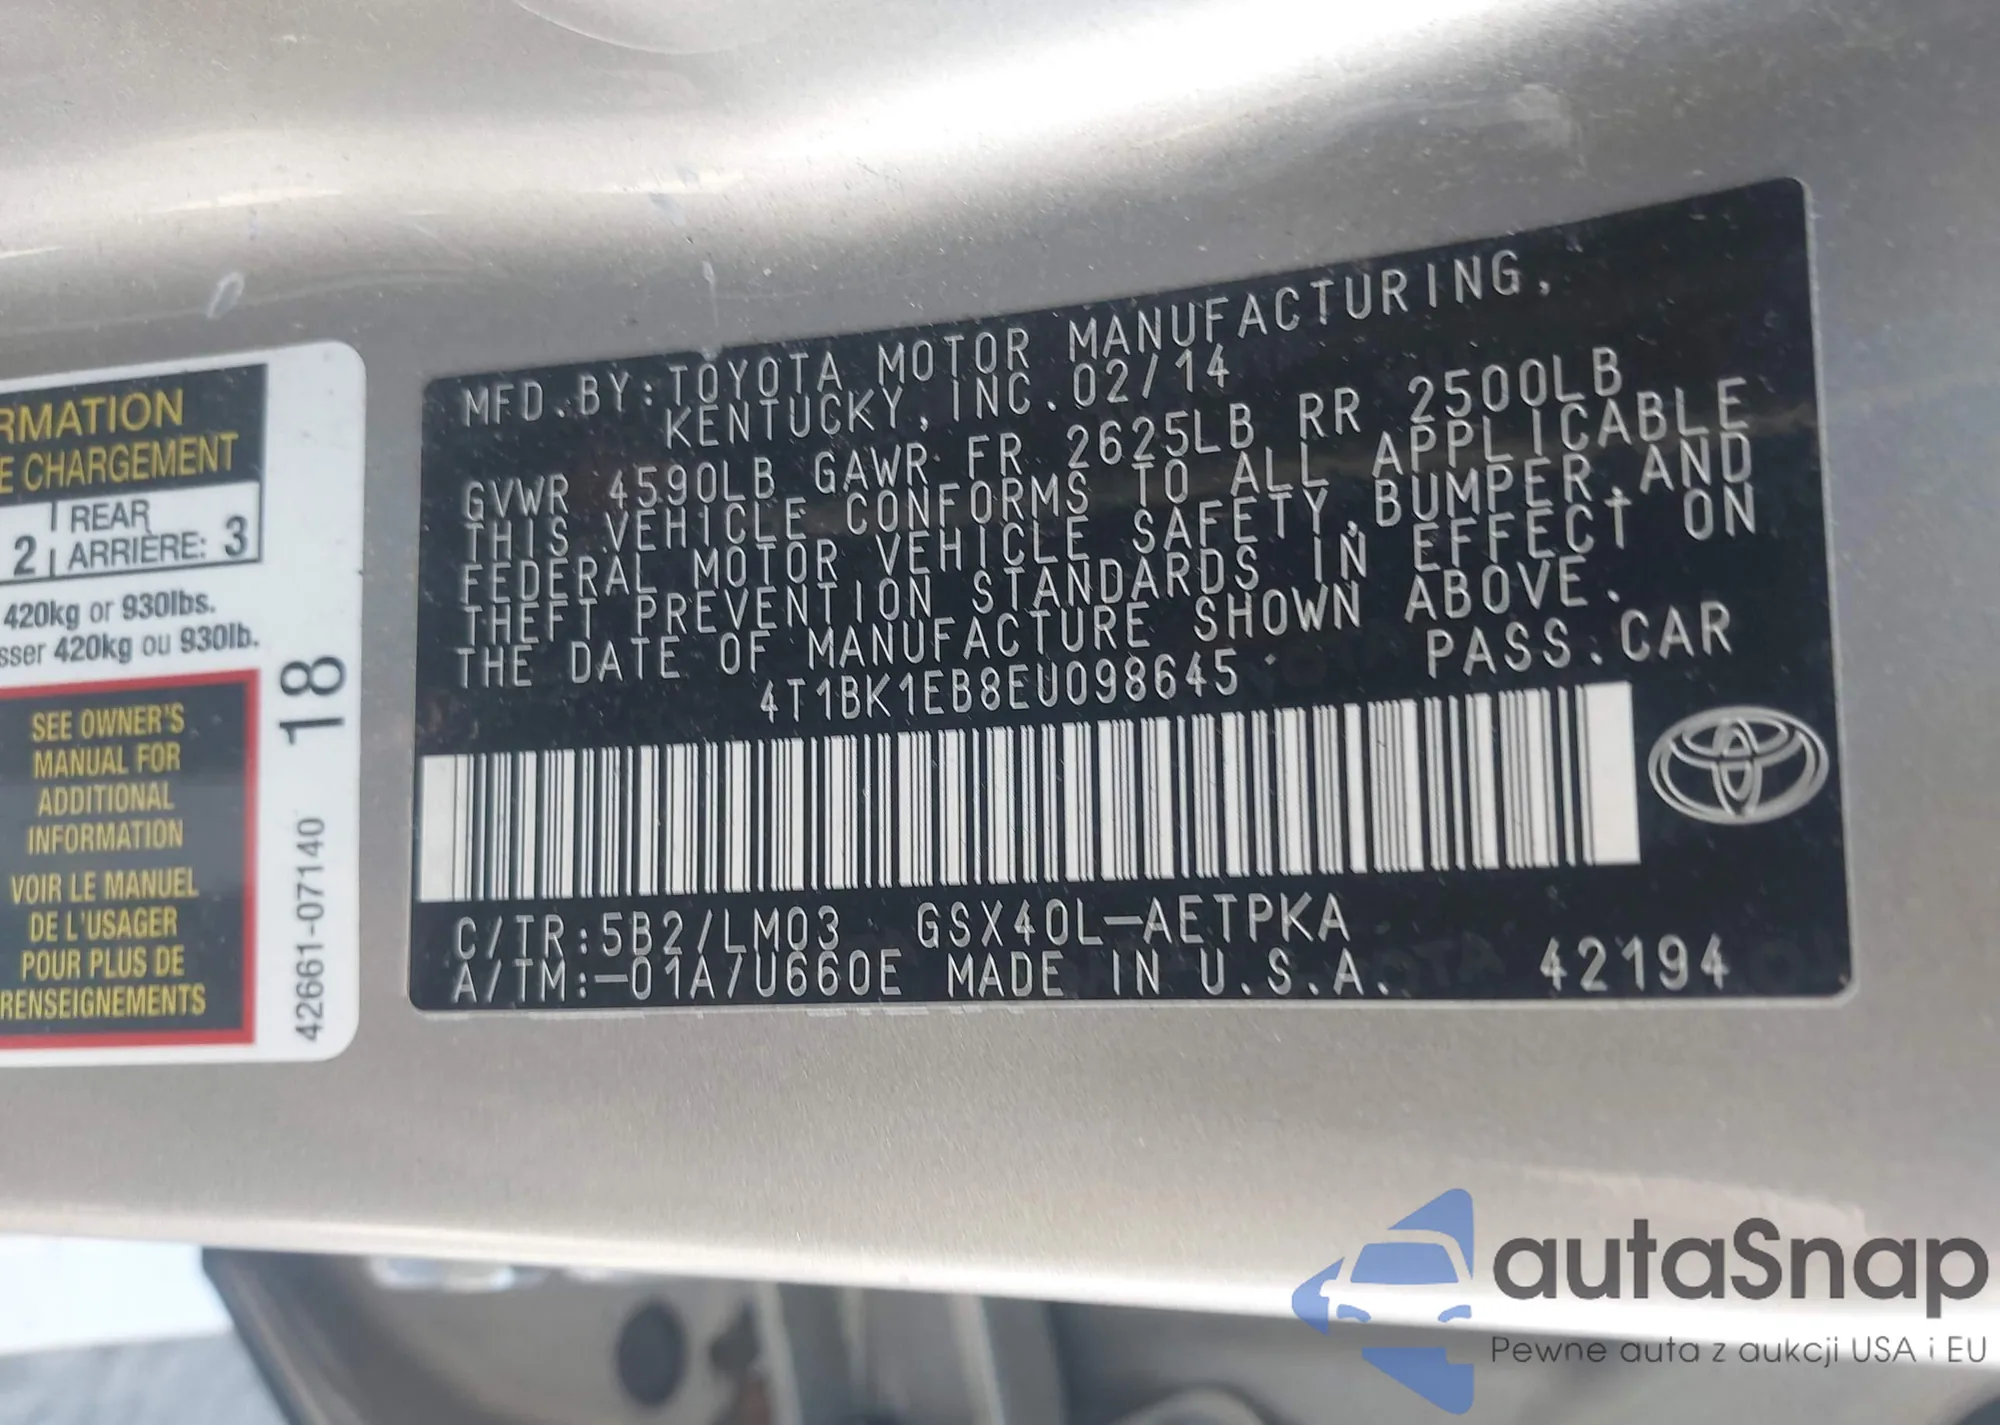 RMATION
E CHARGEMENT
2 REAR
ARRIÈRE: 3
420kg or 930lbs.
sser 420kg ou 930lb.
SEE OWNER'S
MANUAL FOR
ADDITIONAL
INFORMATION
VOIR LE MANUEL
DE L'USAGER
POUR PLUS DE
RENSEIGNEMENTS
18
42661-07140
MFD.BY:TOYOTA MOTOR MANUFACTURING,
KENTUCKY, INC.02/14
GVWR 4590LB GAWR FR 2625LB RR 2500LB
THIS VEHICLE CONFORMS TO ALL APPLICABLE
FEDERAL MOTOR VEHICLE SAFETY,BUMPER,AND
THEFT PREVENTION STANDARDS IN EFFECT ON
THE DATE OF MANUFACTURE SHOWN ABOVE.
4T1BK1EB8EU098645 PASS.CAR
C/TR:5B2/LM03 GSX40L-AETPKA
A/TM:-01A/U660E MADE IN U.S.A. 42194
autaSnap
Pewne auta z aukcji USA i EU